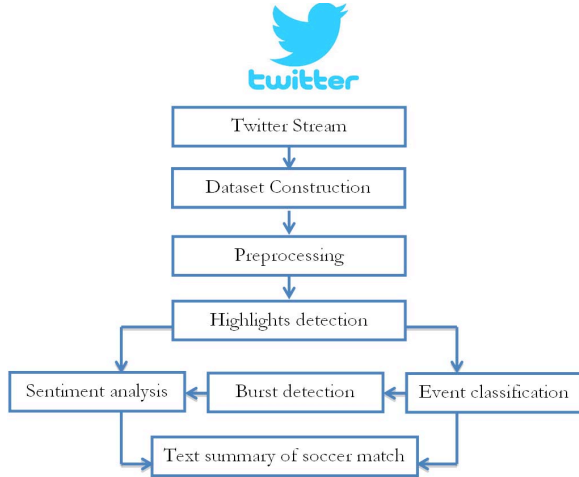 twitter
Twitter Stream
Dataset Construction
Preprocessing
Highlights detection
Sentiment analysis
Burst detection
Event classification
Text summary of soccer match